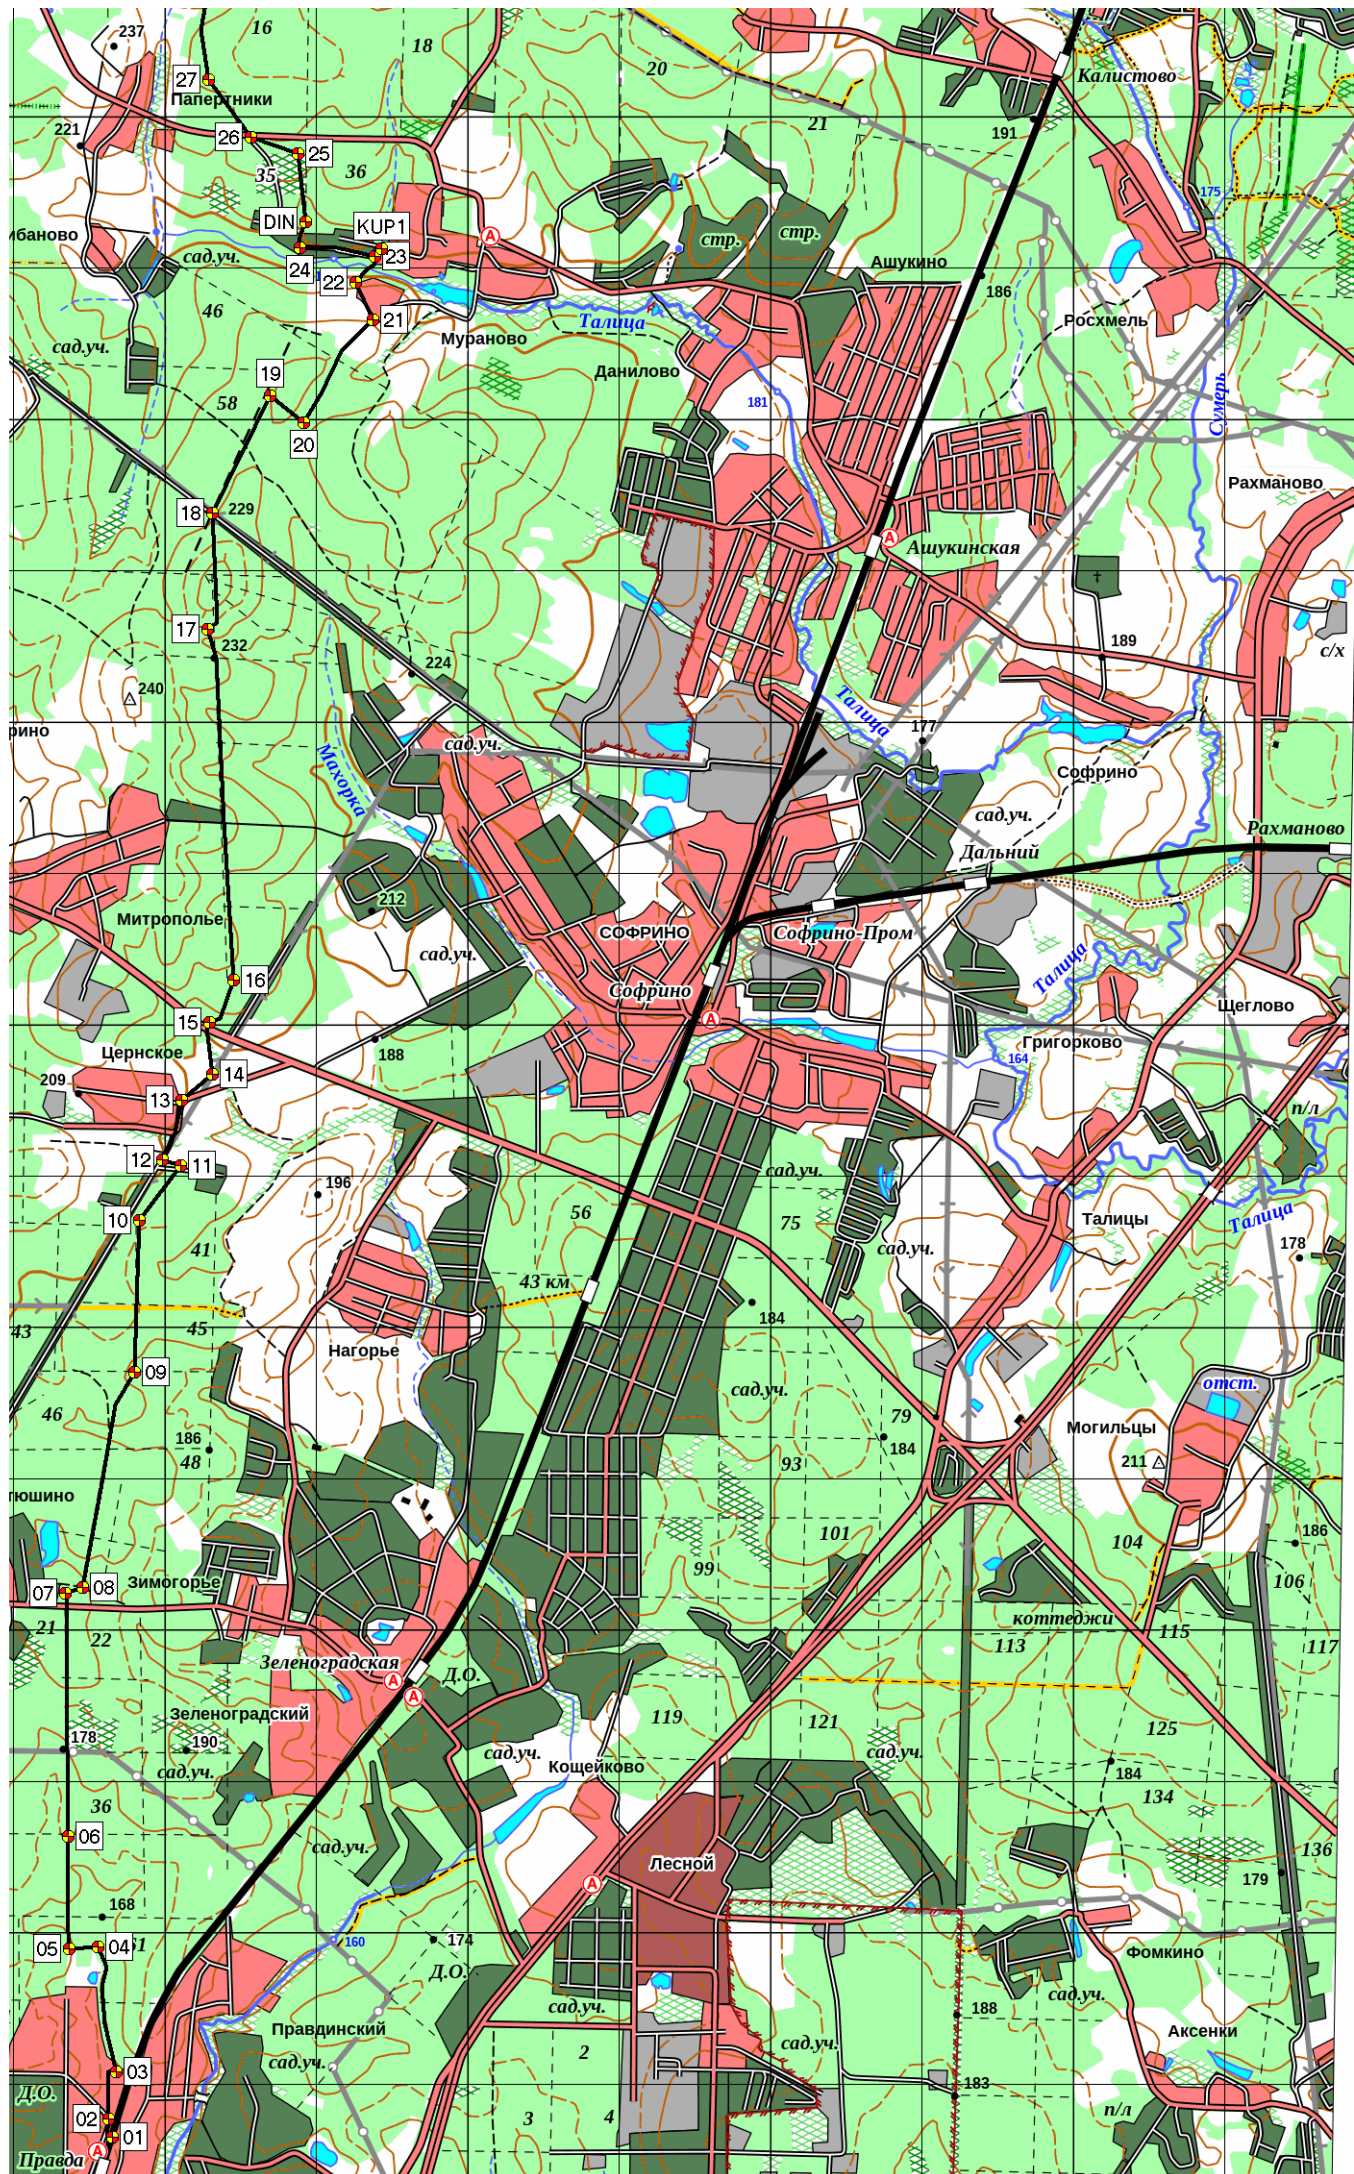 16
237
18
20
27
Калистово
Папертники
21
191
221
26
25
35
36
175
DIN
KUP1
ибаново
A
стр.
стр.
сад.уч.
24
23
Ашукино
22
186
46
21
Талица
Росхмель
Мураново
сад.уч.
Данилово
19
58
181
Сумерь
20
Рахманово
18
229
A
Ашукинская
17
232
189
с/х
224
240
Талица
рино
177
сад.уч.
Махорка
Софрино
сад.уч.
Рахманово
Дальний
212
Митрополье
СОФРИНО
Софрино-Пром
сад.уч.
Талица
16
Софрино
Щеглово
15
A
Григорково
Цернское
188
164
14
209
13
п/л
12
11
сад.уч.
196
10
56
75
Талицы
Талица
41
сад.уч.
178
43 км
184
43
45
Нагорье
09
сад.уч.
отст.
46
79
Могильцы
186
184
211
48
93
тюшино
101
104
186
99
07
08
Зимогорье
106
21
22
коттеджи
113
115
117
Зеленоградская
A
Д.О.
A
Зеленоградский
119
121
125
178
190
сад.уч.
сад.уч.
сад.уч.
Кощейково
184
36
134
06
сад.уч.
136
Лесной
179
A
168
05
04
61
160
174
Фомкино
Д.О.
сад.уч.
188
сад.уч.
Правдинский
Аксенки
сад.уч.
2
сад.уч.
03
Д.О.
183
02
3
4
п/л
01
A
Правда